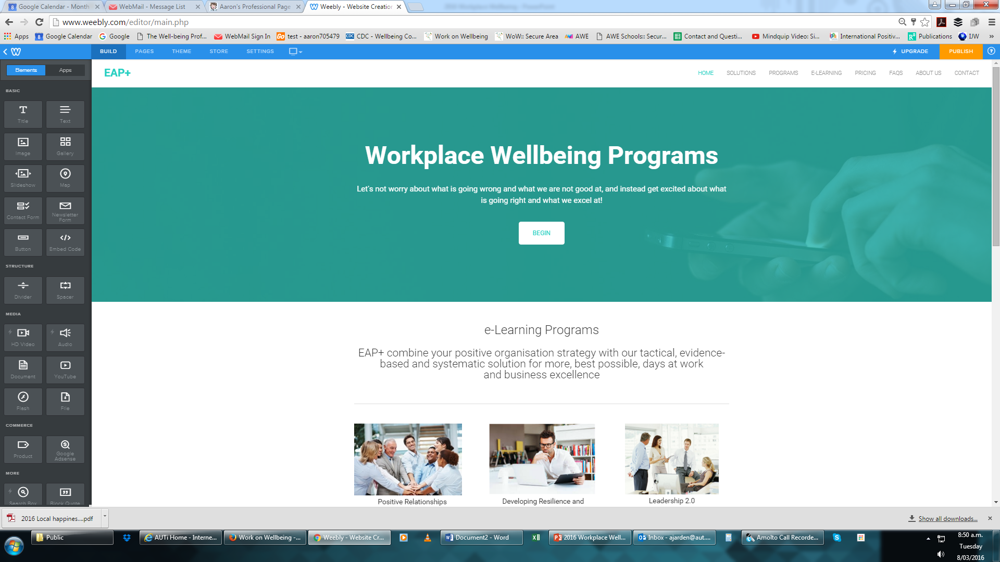 Google Calendar - Month
WebMail - Message List
Aaron's Professional Page
Weebly - Website Creation
www.weebly.com/editor/main.php
Apps
Google Calendar
Google
The Well-being Prof...
WebMail Sign In
test - aaron705479
CDC - Wellbeing Co...
Work on Wellbeing
WoW:: Secure Area
AWE
AWE Schools:: Secur...
Contact and Questi...
Mindquip Video: Si...
International Positiv...
Publications
IJW
BUILD
PAGES
THEME
STORE
SETTINGS
UPGRADE
PUBLISH
Elements
Apps
BASIC
Title
Text
Image
Gallery
Slideshow
Map
Contact Form
Newsletter
Form
Button
Embed Code
STRUCTURE
Divider
Spacer
MEDIA
HD Video
Audio
Document
YouTube
Flash
File
COMMERCE
Product
Google
Adsense
MORE
Search Box
Block Quote
EAP+
HOME
SOLUTIONS
PROGRAMS
E-LEARNING
PRICING
FAQS
ABOUT US
CONTACT
Workplace Wellbeing Programs
Let's not worry about what is going wrong and what we are not good at, and instead get excited about what
is going right and what we excel at!
BEGIN
e-Learning Programs
EAP+ combine your positive organisation strategy with our tactical, evidence-
based and systematic solution for more, best possible, days at work
and business excellence
Positive Relationships
Developing Resilience and
Leadership 2.0
2016 Local happines....pdf
Show all downloads...
Public
AUTi Home - Interne...
Work on Wellbeing -...
Weebly - Website Cr...
Document2 - Word
2016 Workplace Well...
Inbox - ajarden@aut....
Amolto Call Recorde...
8:50 a.m.
Tuesday
8/03/2016